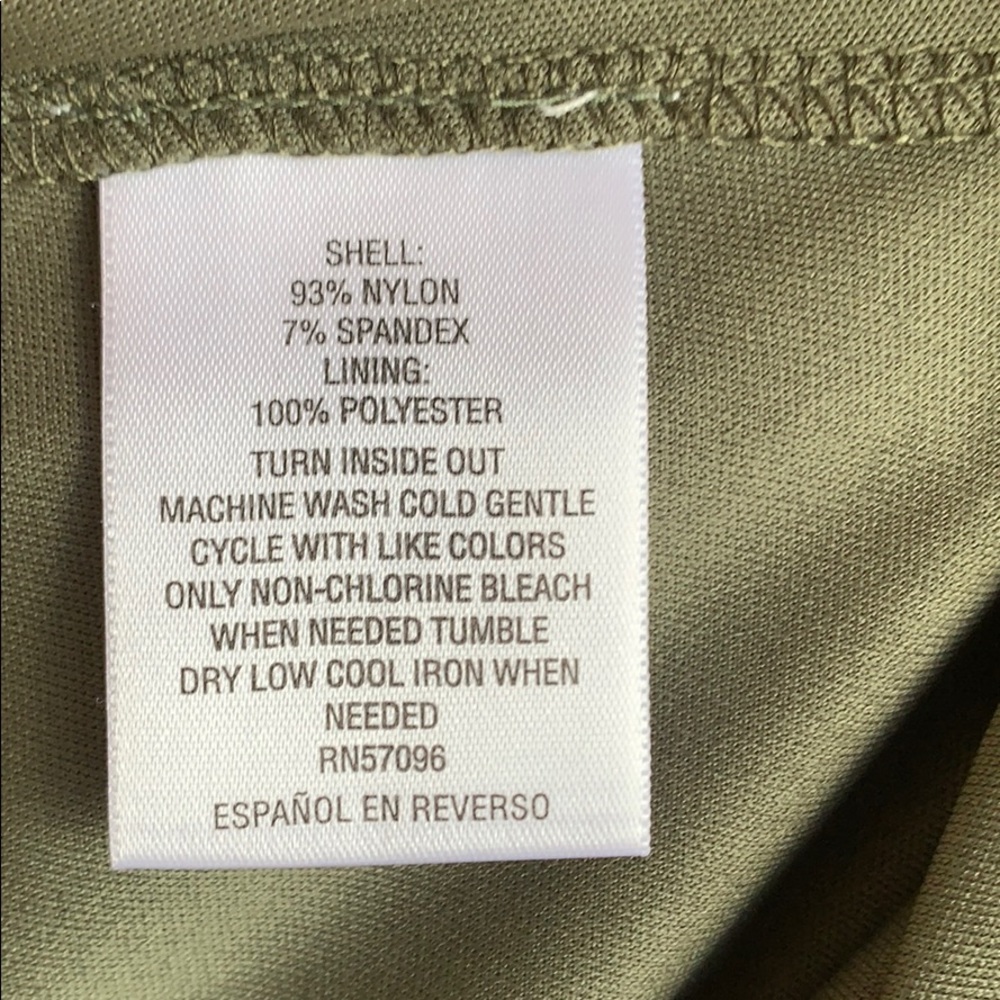 SHELL:
93% NYLON
7% SPANDEX
LINING:
100% POLYESTER
TURN INSIDE OUT
MACHINE WASH COLD GENTLE
CYCLE WITH LIKE COLORS
ONLY NON-CHLORINE BLEACH
WHEN NEEDED TUMBLE
DRY LOW COOL IRON WHEN
NEEDED
RN57096
ESPAÑOL EN REVERSO